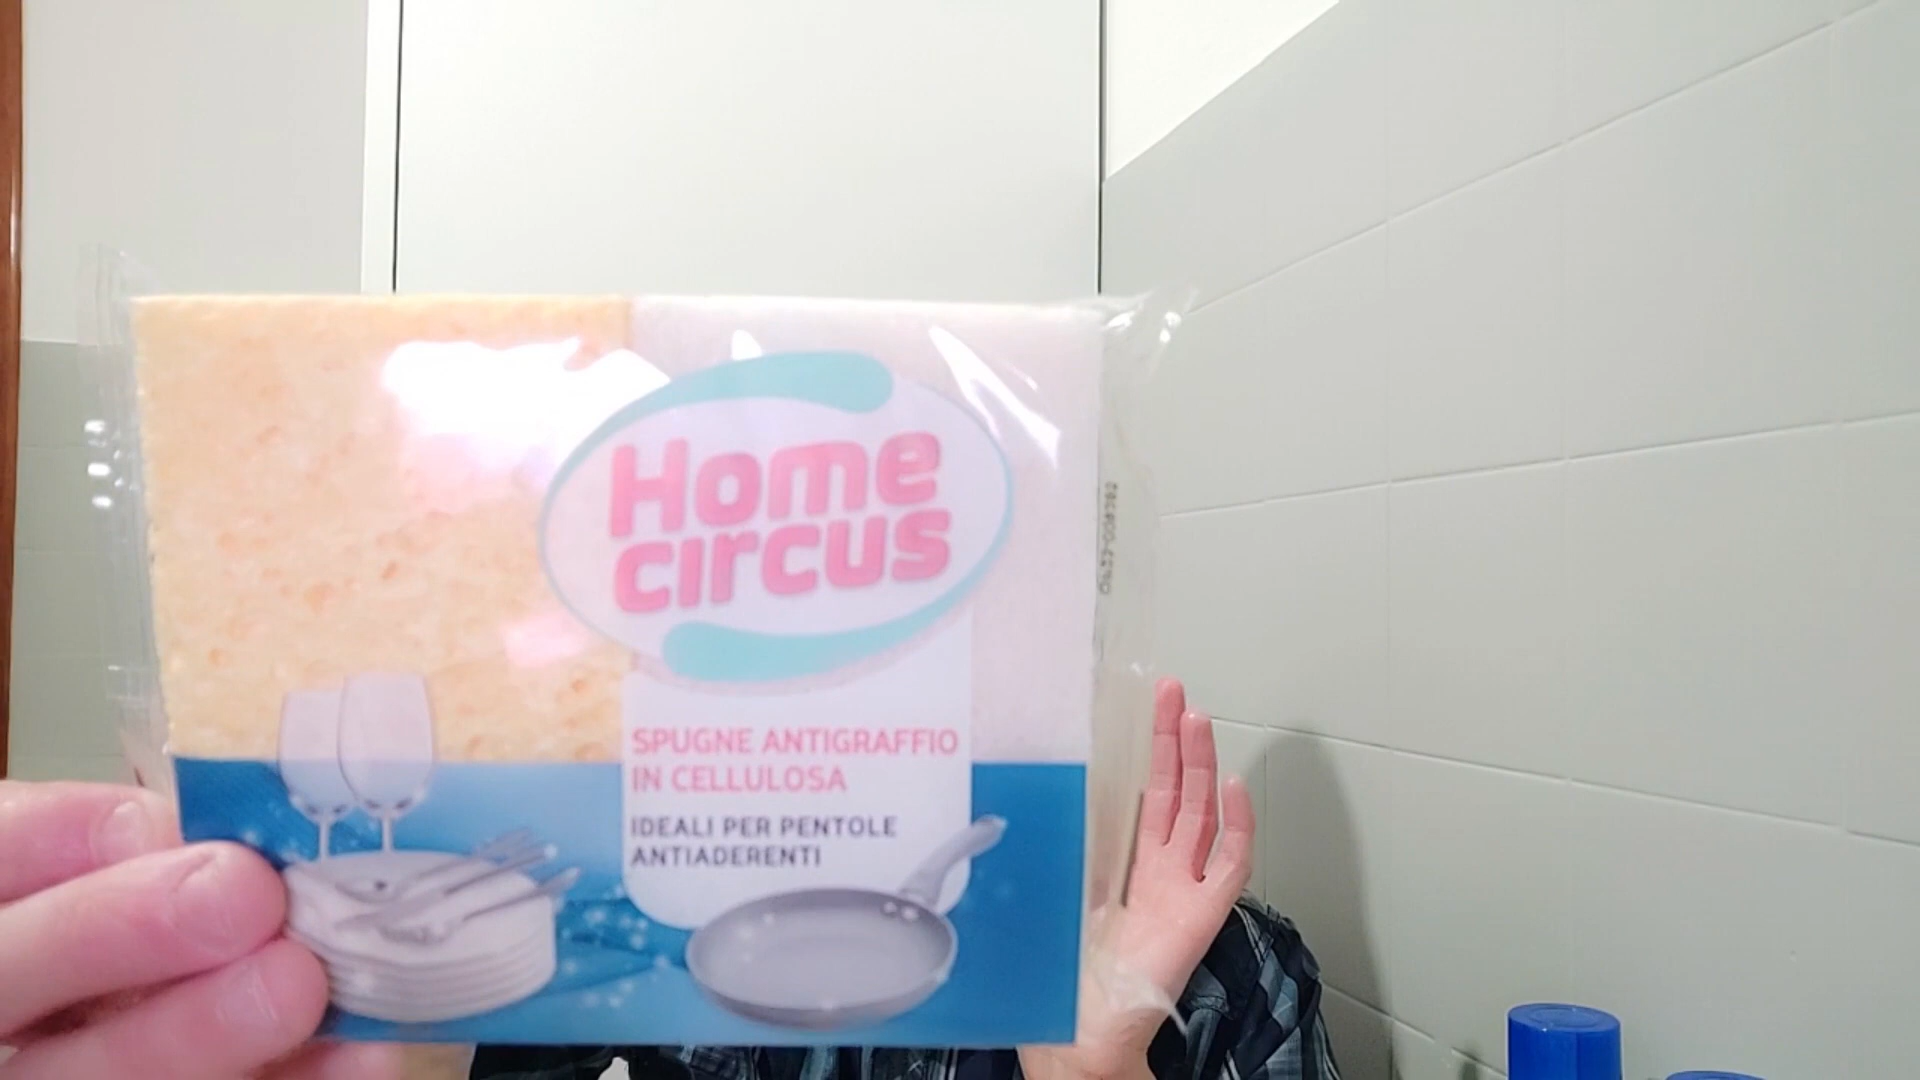 Home
circus
SPUGNE ANTIGRAFFIO
IN CELLULOSA
IDEALI PER PENTOLE
ANTIADERENTI